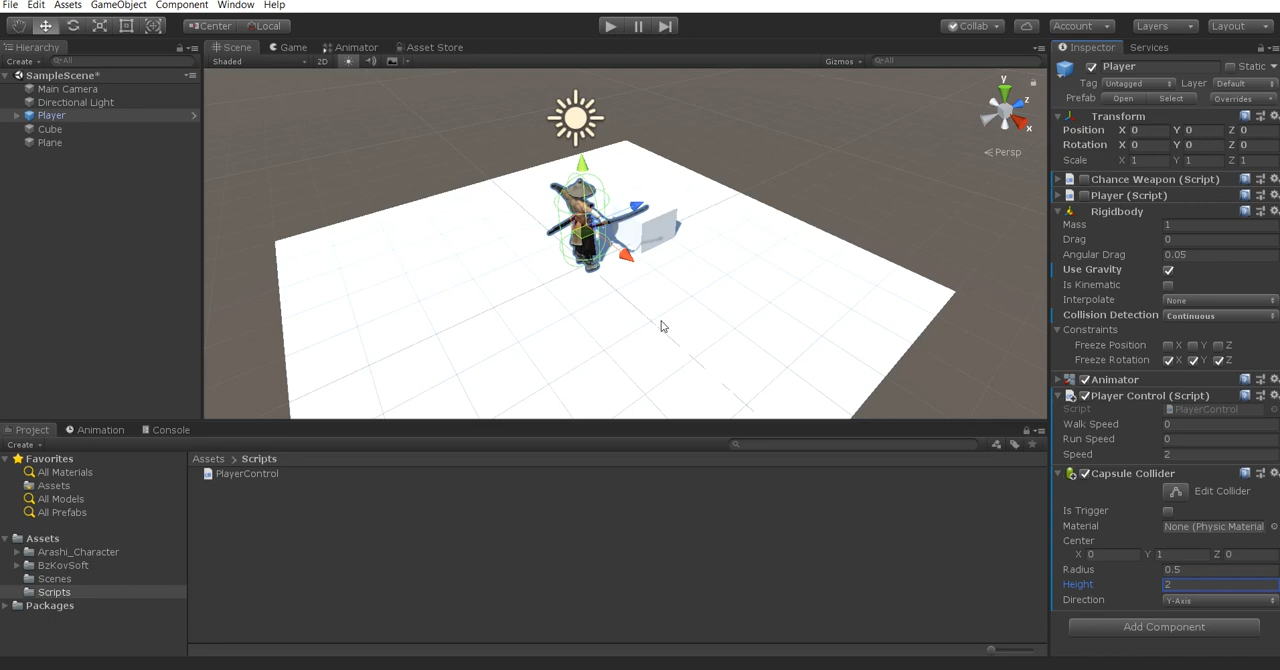 File Edit Assets GameObject Component Window Help
Center Local Collab Account Layers Layout
Hierarchy Scene Game Animator Asset Store Inspector Services
Create All Shaded 2D Gizmos All Player Static
SampleScene*
Main Camera
Directional Light
Player
Cube
Plane
y
z
x
Persp
Tag Untagged Layer Default
Prefab Open Select Overrides
Transform
Position X 0 Y 0 Z 0
Rotation X 0 Y 0 Z 0
Scale X 1 Y 1 Z 1
Chance Weapon (Script)
Player (Script)
Rigidbody
Mass 1
Drag 0
Angular Drag 0.05
Use Gravity
Is Kinematic
Interpolate None
Collision Detection Continuous
Constraints
Freeze Position X Y Z
Freeze Rotation X Y Z
Animator
Player Control (Script)
Script PlayerControl
Walk Speed 0
Run Speed 0
Speed 2
Capsule Collider
Edit Collider
Is Trigger
Material None (Physic Material
Center
X 0 Y 1 Z 0
Radius 0.5
Height 2
Direction Y-Axis
Add Component
Project Animation Console
Create
Favorites
All Materials
Assets
All Models
All Prefabs
Assets
Arashi_Character
BzKovSoft
Scenes
Scripts
Packages
Assets > Scripts
PlayerControl